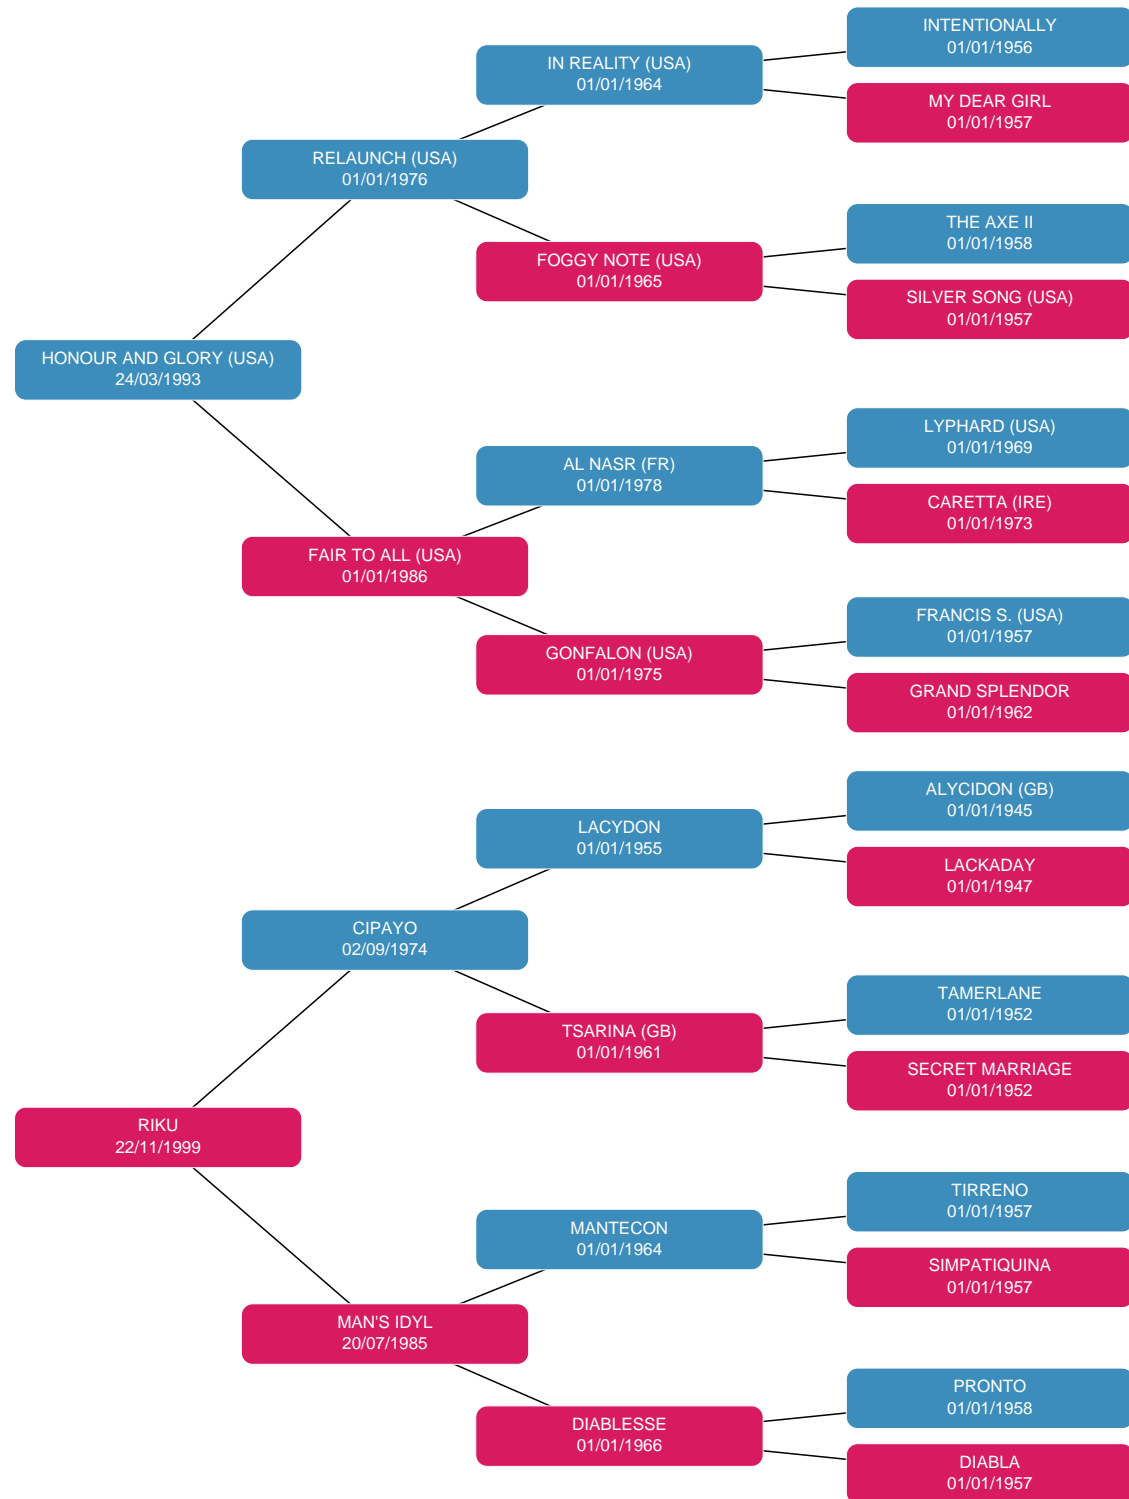 INTENTIONALLY
01/01/1956
IN REALITY (USA)
01/01/1964
MY DEAR GIRL
01/01/1957
RELAUNCH (USA)
01/01/1976
THE AXE II
01/01/1958
FOGGY NOTE (USA)
01/01/1965
SILVER SONG (USA)
01/01/1957
HONOUR AND GLORY (USA)
24/03/1993
LYPHARD (USA)
01/01/1969
AL NASR (FR)
01/01/1978
CARETTA (IRE)
01/01/1973
FAIR TO ALL (USA)
01/01/1986
FRANCIS S. (USA)
01/01/1957
GONFALON (USA)
01/01/1975
GRAND SPLENDOR
01/01/1962
ALYCIDON (GB)
01/01/1945
LACYDON
01/01/1955
LACKADAY
01/01/1947
CIPAYO
02/09/1974
TAMERLANE
01/01/1952
TSARINA (GB)
01/01/1961
SECRET MARRIAGE
01/01/1952
RIKU
22/11/1999
TIRRENO
01/01/1957
MANTECON
01/01/1964
SIMPATIQUINA
01/01/1957
MAN'S IDYL
20/07/1985
PRONTO
01/01/1958
DIABLESSE
01/01/1966
DIABLA
01/01/1957